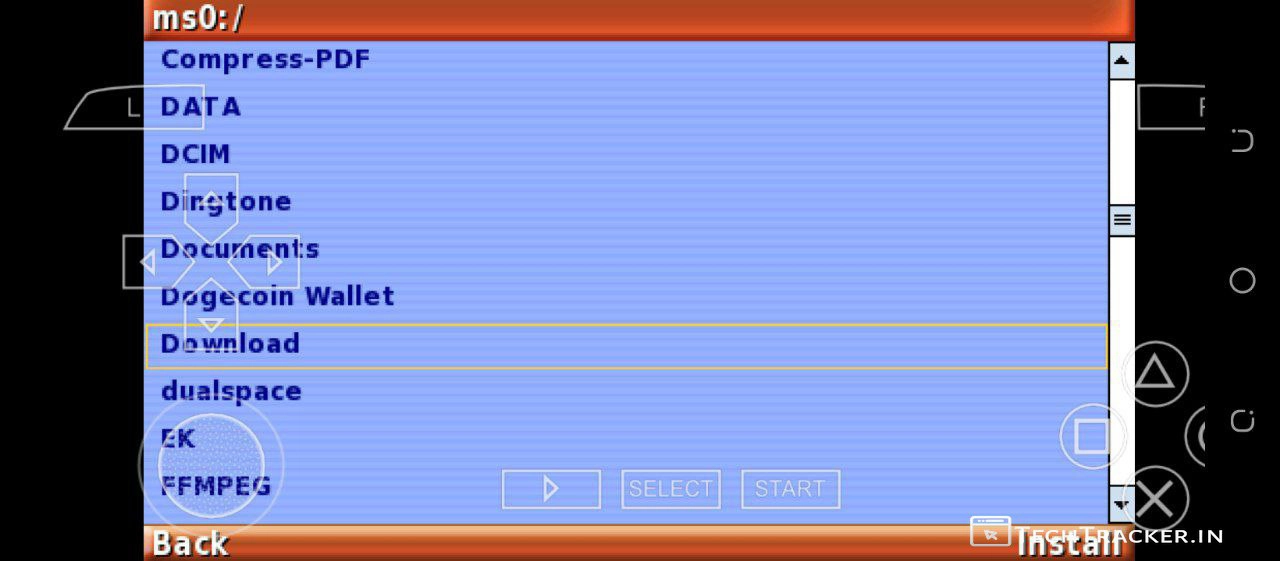 ms0:/
Compress-PDF
L
DATA
DCIM
Dingtone
Documents
Dogecoin Wallet
Download
dualspace
EK
FFMPEG
SELECT
START
Back
Install
TECHTRACKER.IN